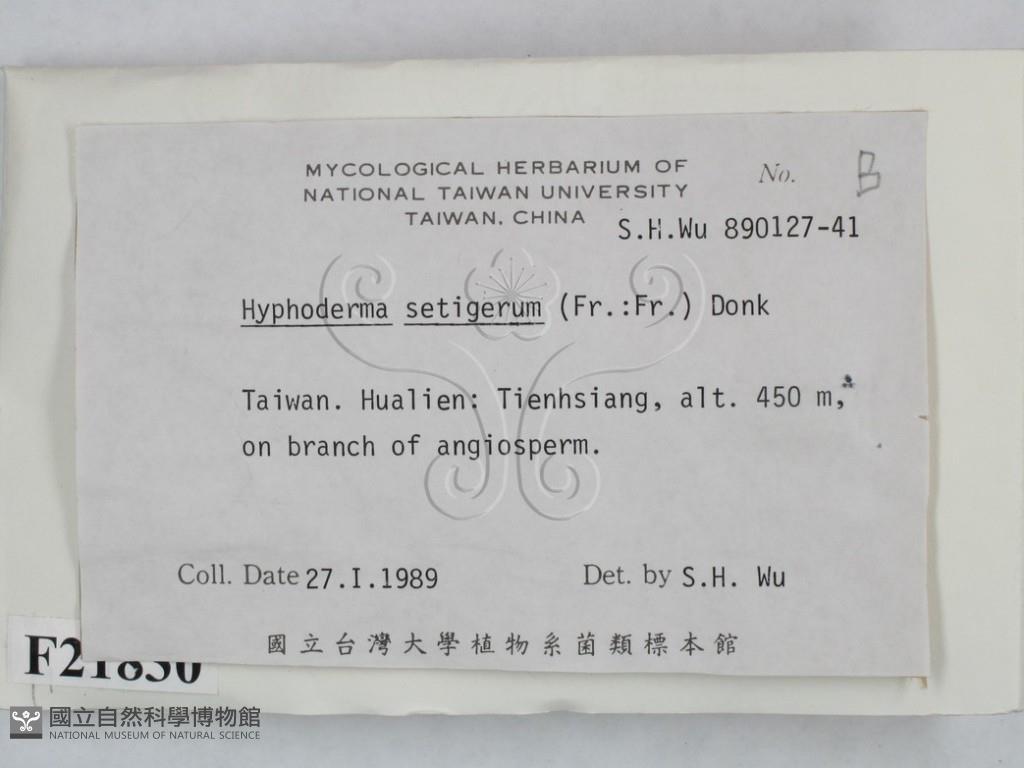 MYCOLOGICAL HERBARIUM OF
NATIONAL TAIWAN UNIVERSITY
TAIWAN, CHINA
No.
B
S.H.Wu 890127-41
Hyphoderma setigerum (Fr.:Fr.) Donk
Taiwan. Hualien: Tienhsiang, alt. 450 m,
on branch of angiosperm.
Coll. Date 27.I.1989
Det. by S.H. Wu
國立台灣大學植物系菌類標本館
F21830
國立自然科學博物館
NATIONAL MUSEUM OF NATURAL SCIENCE